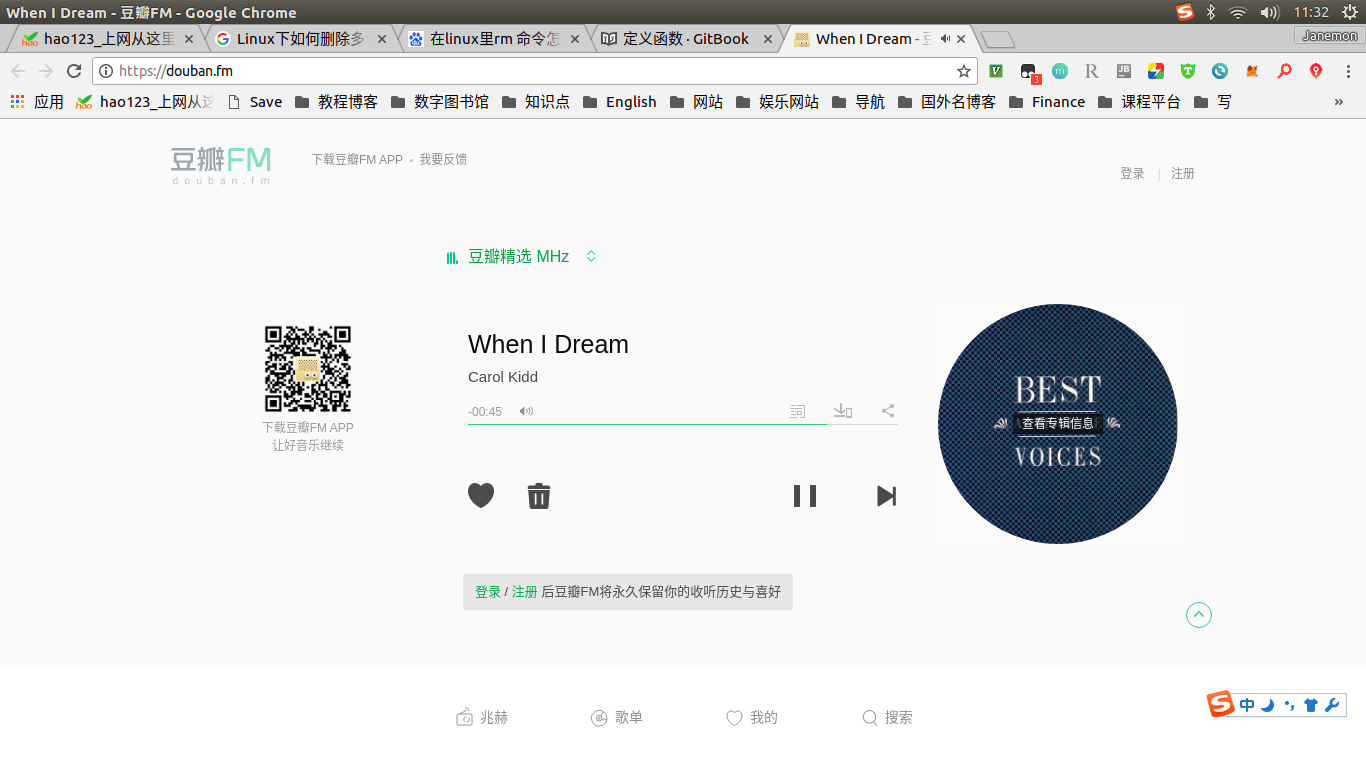 When I Dream - 豆瓣FM - Google Chrome
11:32
hao123_上网从这里
Linux下如何删除多个
在linux里rm 命令怎
定义函数 · GitBook
When I Dream - 豆
Janemon
https://douban.fm
3
应用
hao123_上网从这
Save
教程博客
数字图书馆
知识点
English
网站
娱乐网站
导航
国外名博客
Finance
课程平台
写
»
豆瓣FM
douban.fm
下载豆瓣FM APP • 我要反馈
登录 | 注册
豆瓣精选 MHz
When I Dream
Carol Kidd
-00:45
下载豆瓣FM APP
让好音乐继续
BEST
查看专辑信息
VOICES
登录 / 注册 后豆瓣FM将永久保留你的收听历史与喜好
中
兆赫
歌单
我的
搜索